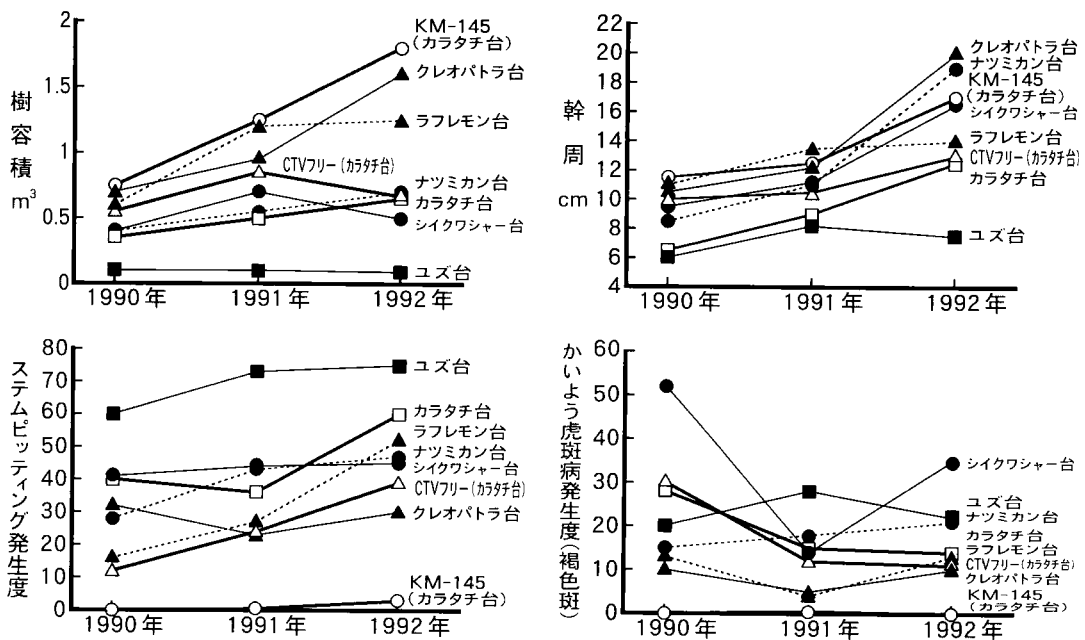 樹容積 m³
2
1.5
1
0.5
0
1990年
1991年
1992年
KM-145
(カラタチ台)
クレオパトラ台
ラフレモン台
CTVフリー(カラタチ台)
ナツミカン台
カラタチ台
シイクワシャー台
ユズ台
幹周 cm
22
20
18
16
14
12
10
8
6
4
1990年
1991年
1992年
クレオパトラ台
ナツミカン台
KM-145
(カラタチ台)
シイクワシャー台
ラフレモン台
CTVフリー(カラタチ台)
カラタチ台
ユズ台
ステムピッティング発生度
80
70
60
50
40
30
20
10
0
1990年
1991年
1992年
ユズ台
カラタチ台
ラフレモン台
ナツミカン台
シイクワシャー台
CTVフリー(カラタチ台)
クレオパトラ台
KM-145
(カラタチ台)
かいよう虎斑病発生度(褐色斑)
60
50
40
30
20
10
0
1990年
1991年
1992年
シイクワシャー台
ユズ台
ナツミカン台
カラタチ台
ラフレモン台
CTVフリー(カラタチ台)
クレオパトラ台
KM-145
(カラタチ台)